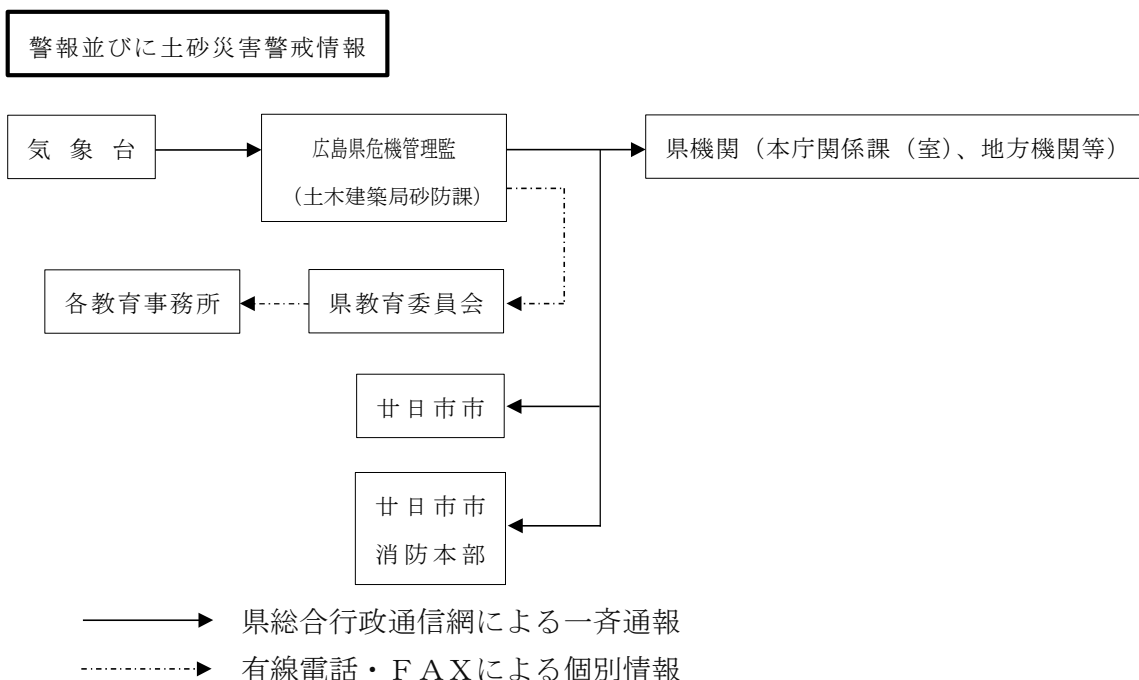 警報並びに土砂災害警戒情報
気象台
広島県危機管理監
(土木建築局砂防課)
県機関（本庁関係課（室）、地方機関等）
各教育事務所
県教育委員会
廿日市市
廿日市市
消防本部
県総合行政通信網による一斉通報
有線電話・ＦＡＸによる個別情報